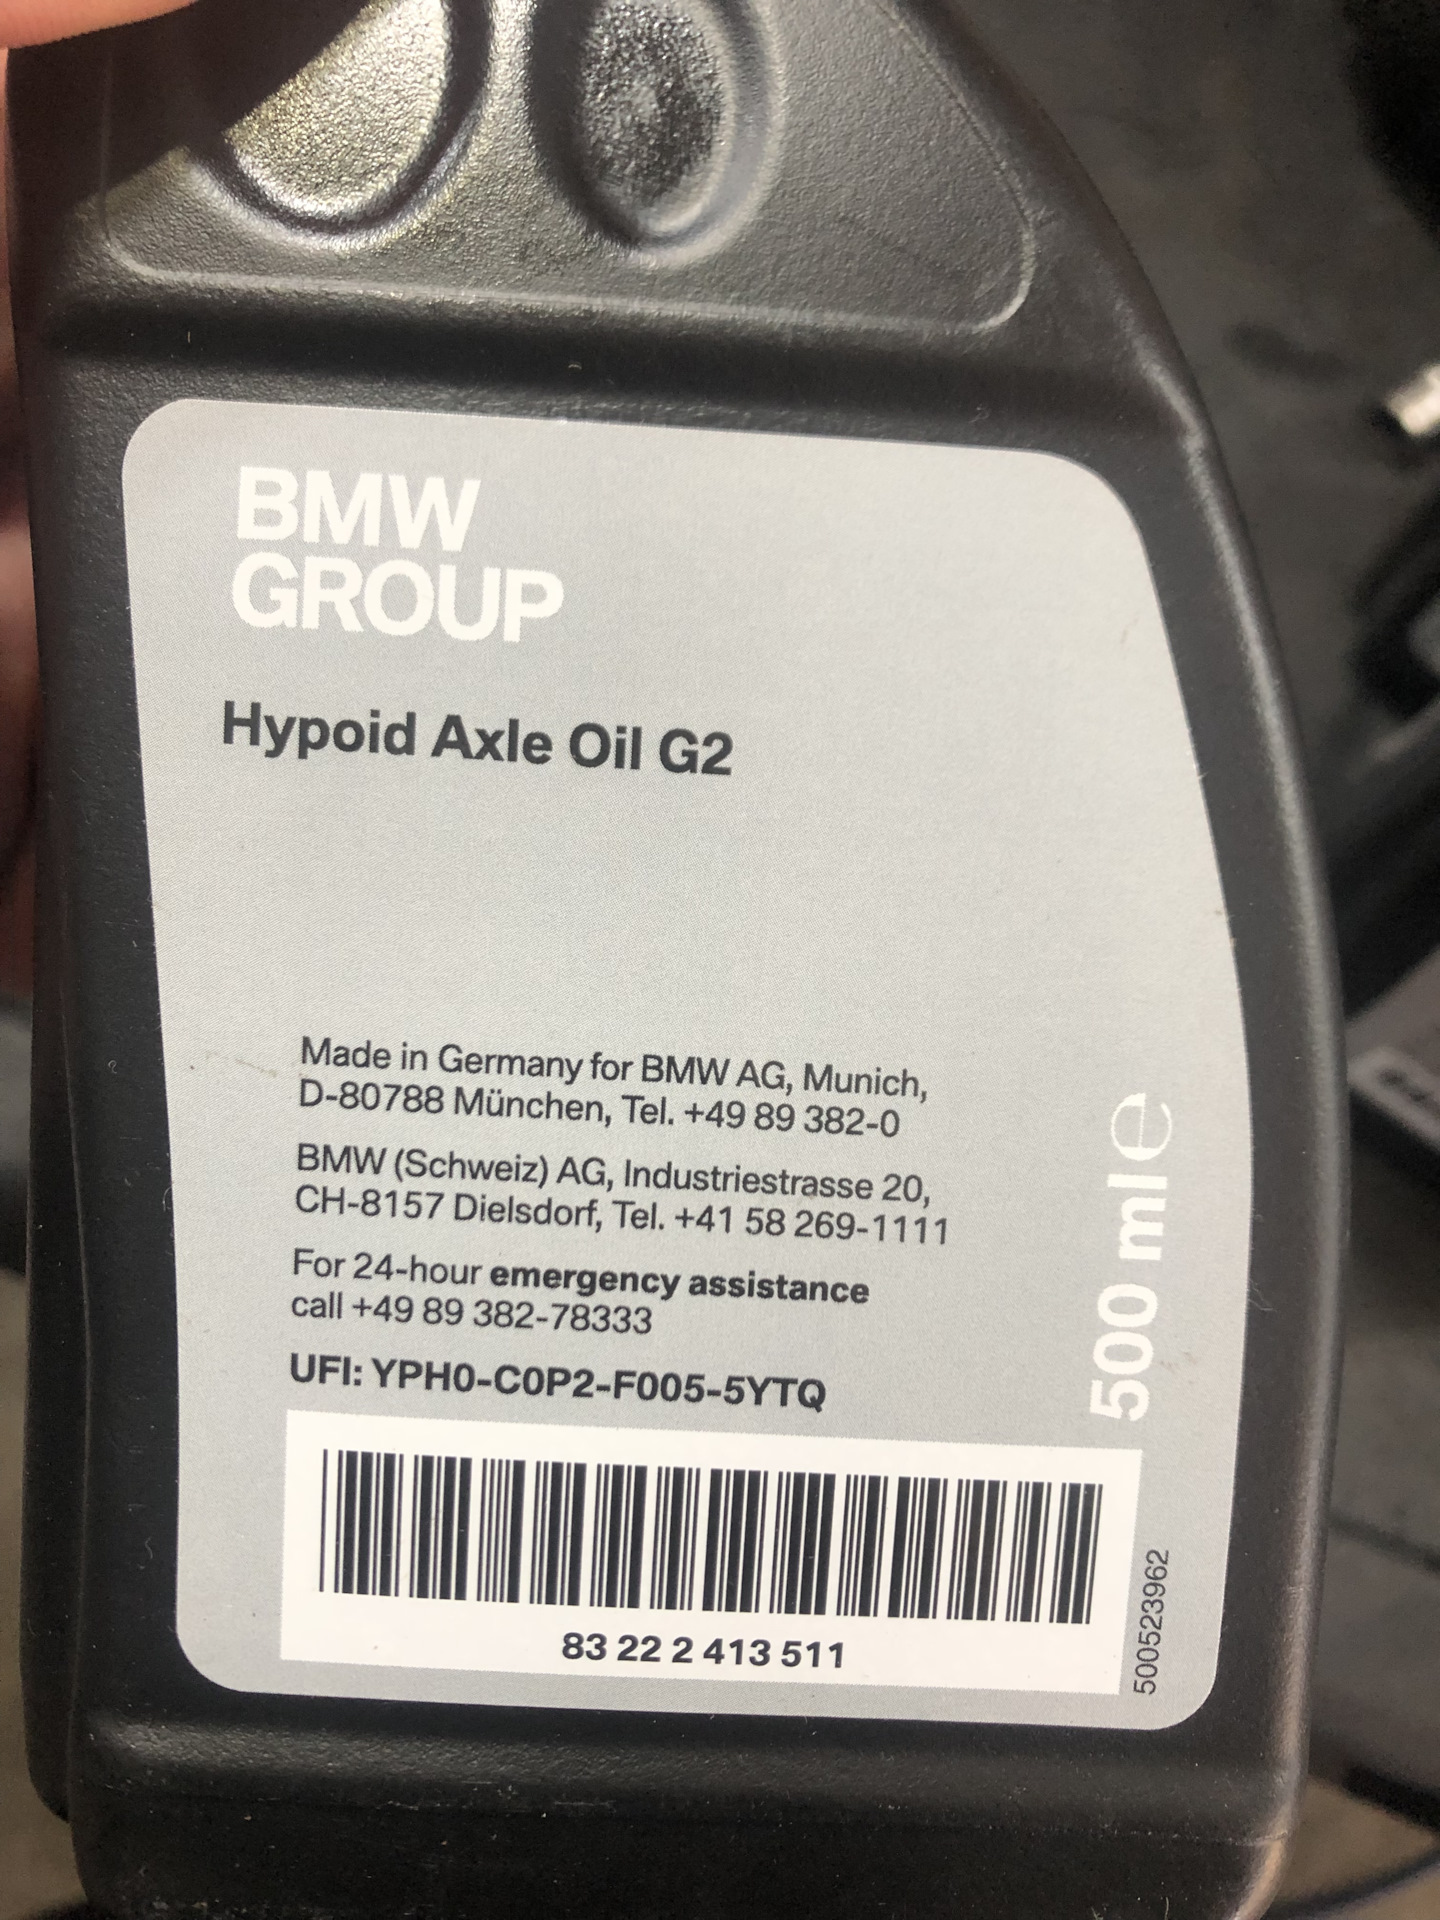 BMW
GROUP
Hypoid Axle Oil G2
Made in Germany for BMW AG, Munich,
D-80788 München, Tel. +49 89 382-0
BMW (Schweiz) AG, Industriestrasse 20,
CH-8157 Dielsdorf, Tel. +41 58 269-1111
For 24-hour emergency assistance
call +49 89 382-78333
UFI: YPH0-C0P2-F005-5YTQ
500 ml e
83 22 2 413 511
500523962